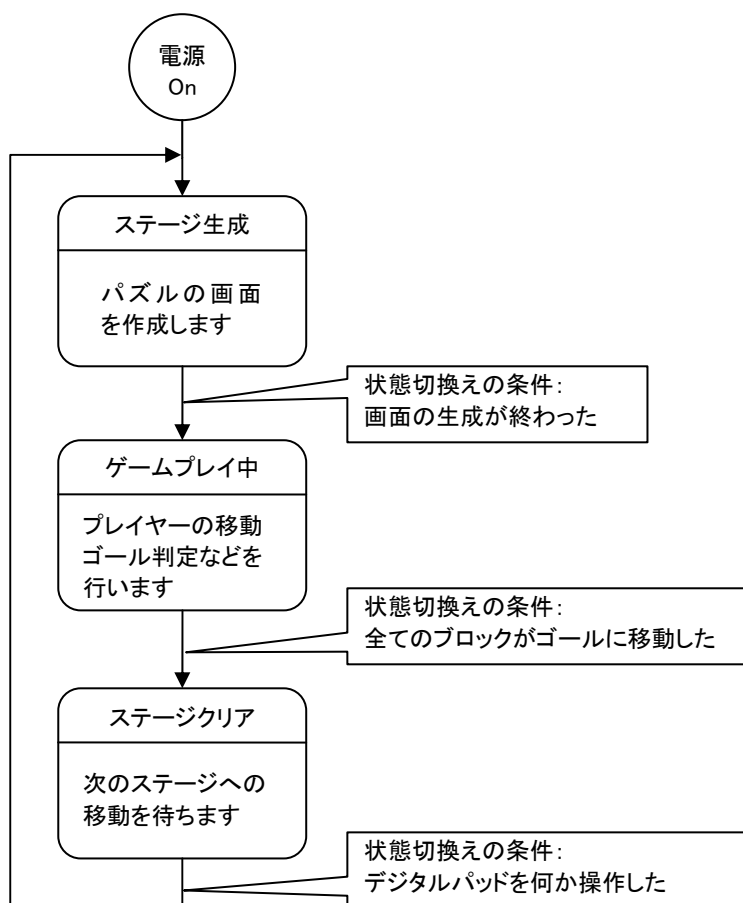 電源
On
ステージ生成
パズルの画面
を作成します
状態切換えの条件:
画面の生成が終わった
ゲームプレイ中
プレイヤーの移動
ゴール判定などを
行います
状態切換えの条件:
全てのブロックがゴールに移動した
ステージクリア
次のステージへの
移動を待ちます
状態切換えの条件:
デジタルパッドを何か操作した